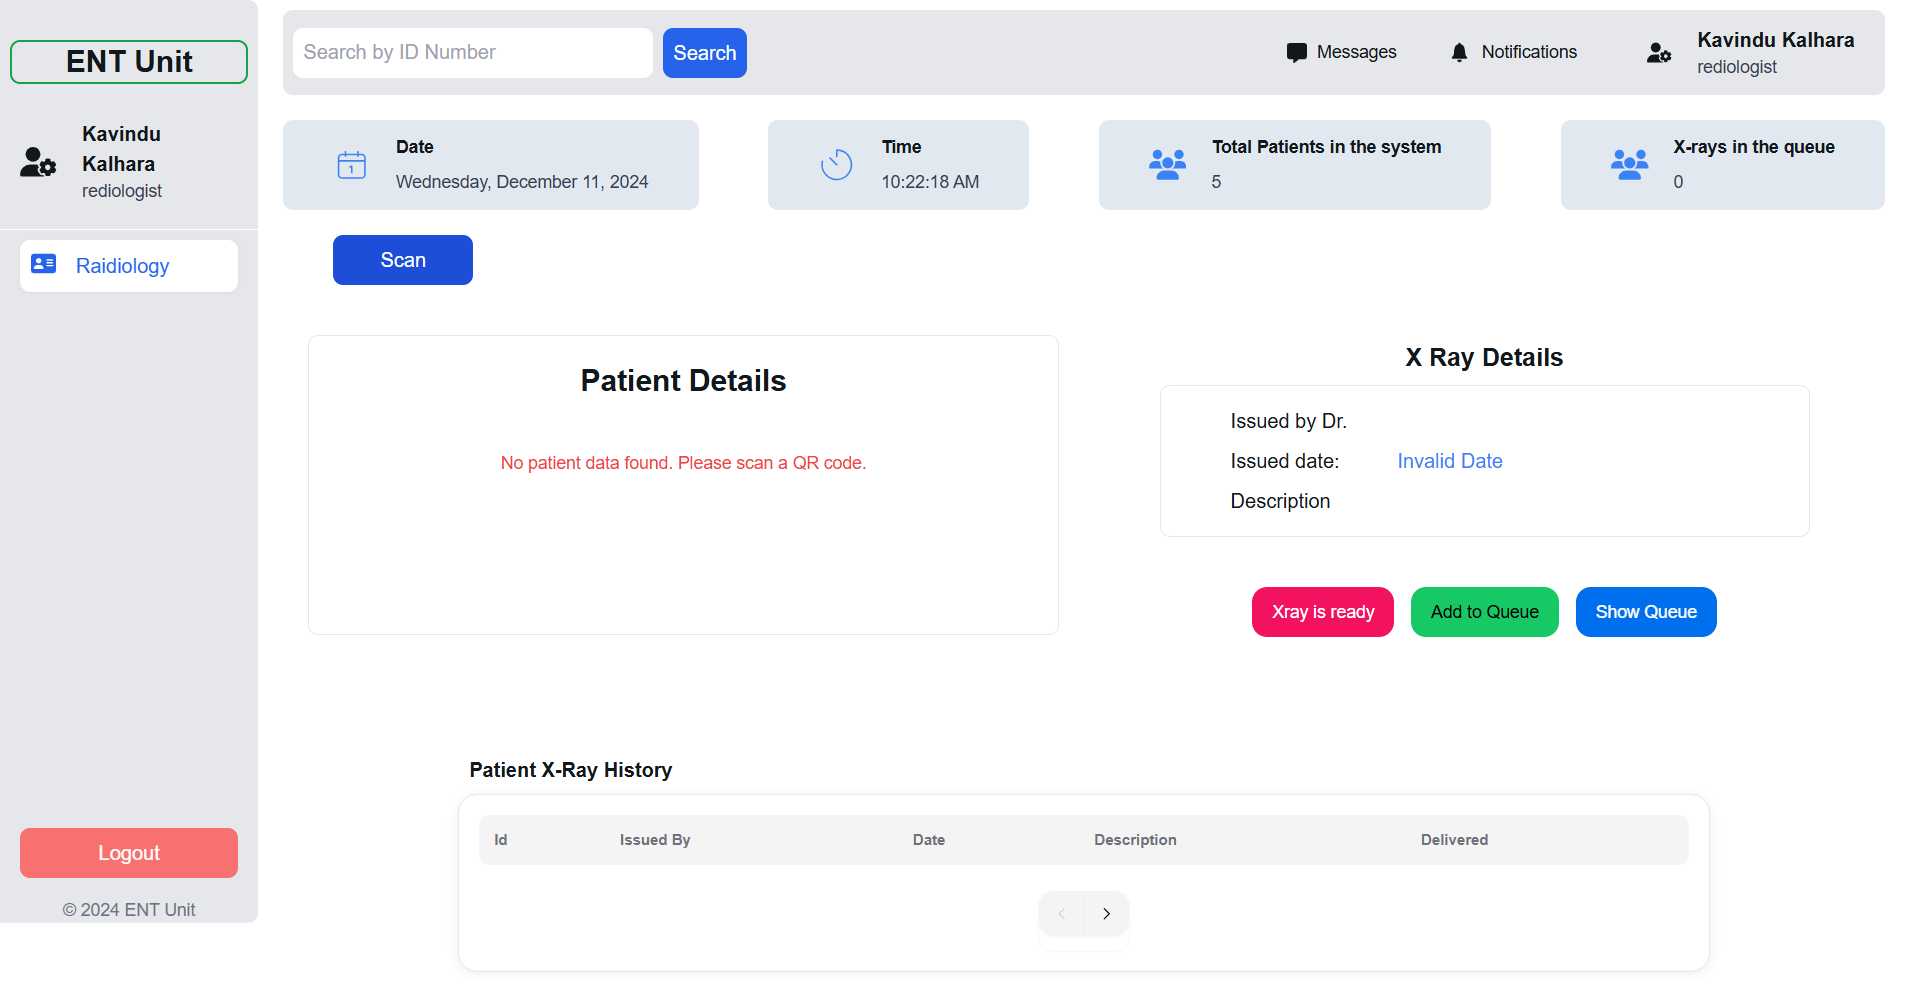 ENT Unit
Kavindu
Kalhara
rediologist
Raidiology
Logout
© 2024 ENT Unit
Search by ID Number
Search
Messages
Notifications
Kavindu Kalhara
rediologist
Date
Wednesday, December 11, 2024
1
Time
10:22:18 AM
Total Patients in the system
5
X-rays in the queue
0
Scan
Patient Details
No patient data found. Please scan a QR code.
X Ray Details
Issued by Dr.
Issued date: Invalid Date
Description
Xray is ready
Add to Queue
Show Queue
Patient X-Ray History
Id Issued By Date Description Delivered